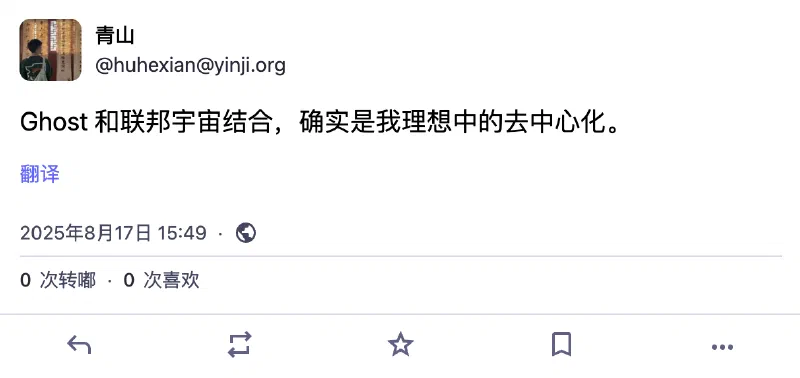 青山
@huhexian@yinji.org
Ghost 和联邦宇宙结合，确实是我理想中的去中心化。
翻译
2025年8月17日 15:49 ·
0 次转嘟 · 0 次喜欢